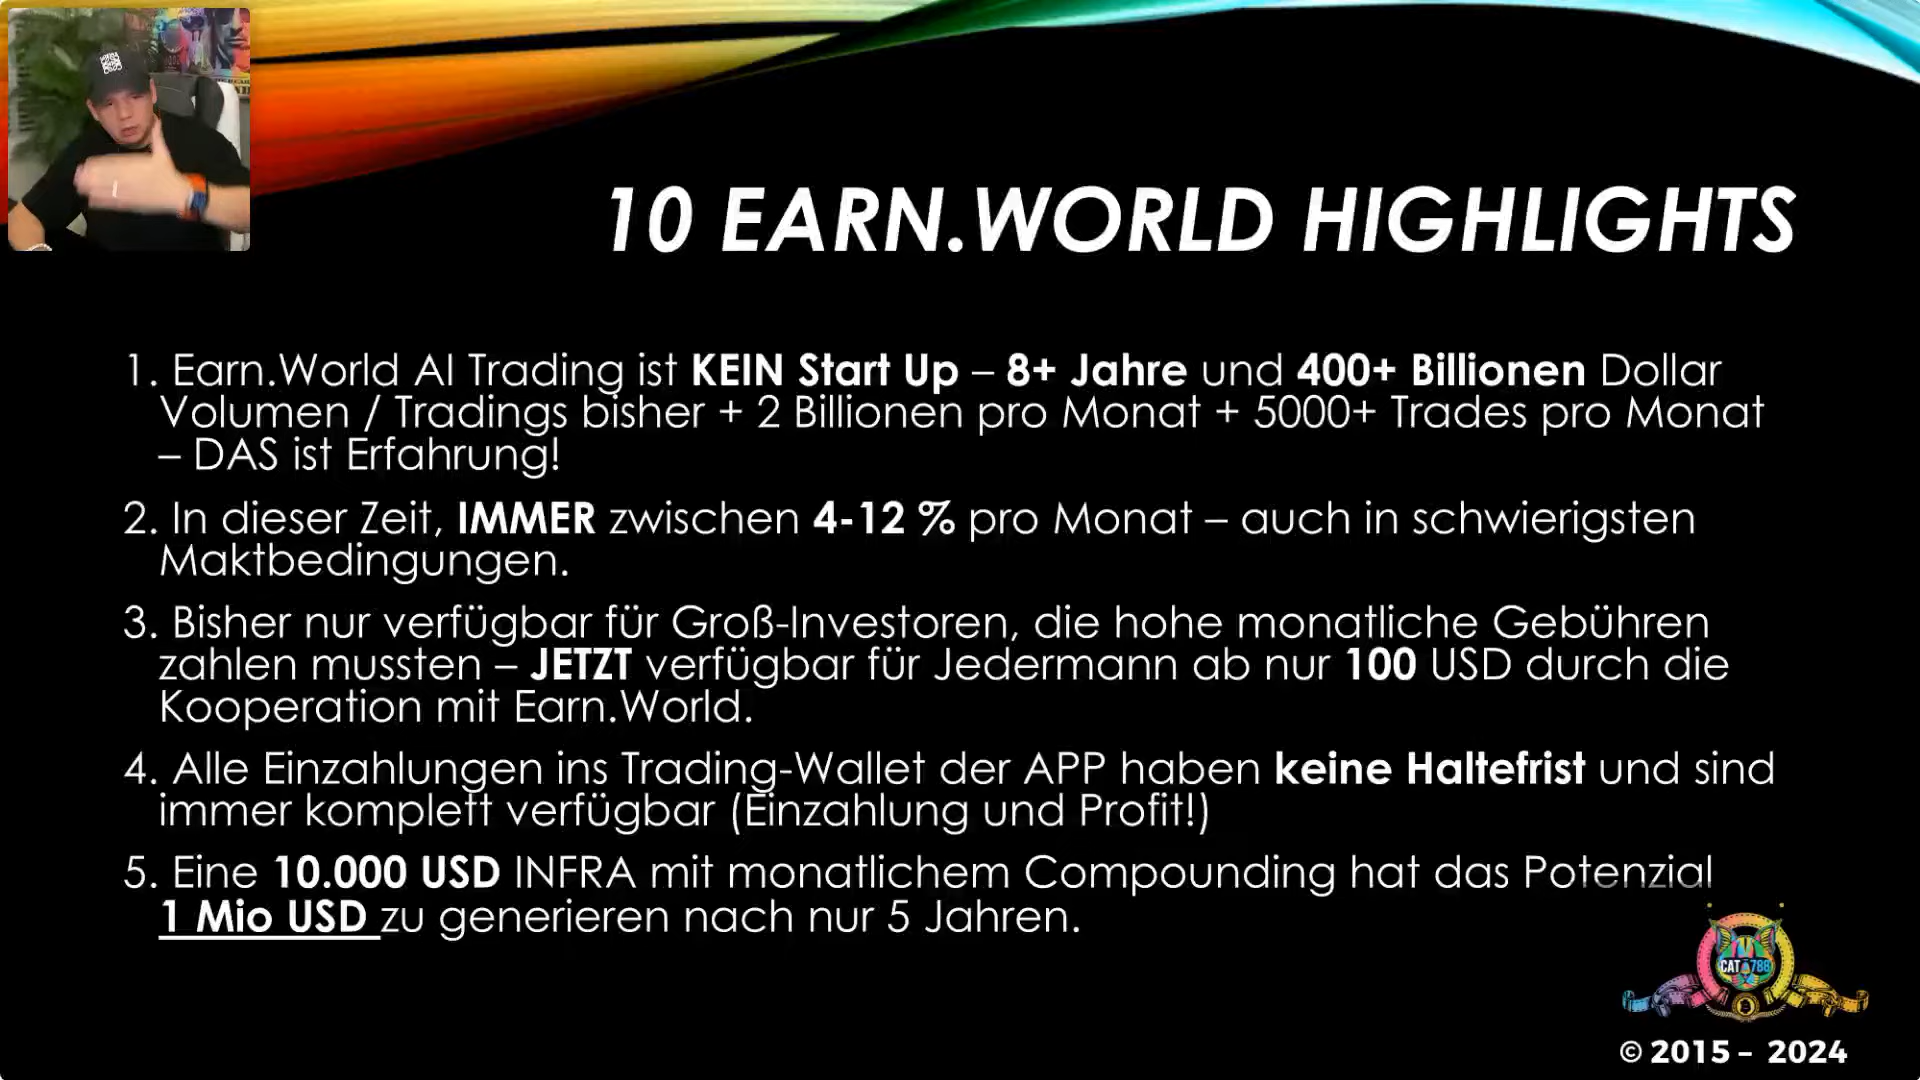 10 EARN.WORLD HIGHLIGHTS
1. Earn.World AI Trading ist KEIN Start Up – 8+ Jahre und 400+ Billionen Dollar
Volumen / Tradings bisher + 2 Billionen pro Monat + 5000+ Trades pro Monat
– DAS ist Erfahrung!
2. In dieser Zeit, IMMER zwischen 4-12 % pro Monat – auch in schwierigsten
Maktbedingungen.
3. Bisher nur verfügbar für Groß-Investoren, die hohe monatliche Gebühren
zahlen mussten – JETZT verfügbar für Jedermann ab nur 100 USD durch die
Kooperation mit Earn.World.
4. Alle Einzahlungen ins Trading-Wallet der APP haben keine Haltefrist und sind
immer komplett verfügbar (Einzahlung und Profit!)
5. Eine 10.000 USD INFRA mit monatlichem Compounding hat das Potenzial
1 Mio USD zu generieren nach nur 5 Jahren.
CAT 788
© 2015 – 2024